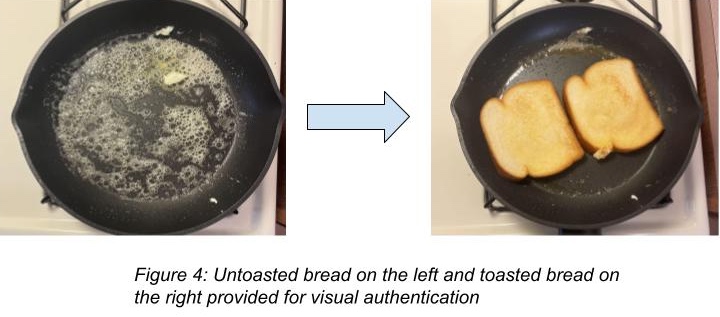 Figure 4: Untoasted bread on the left and toasted bread on
the right provided for visual authentication